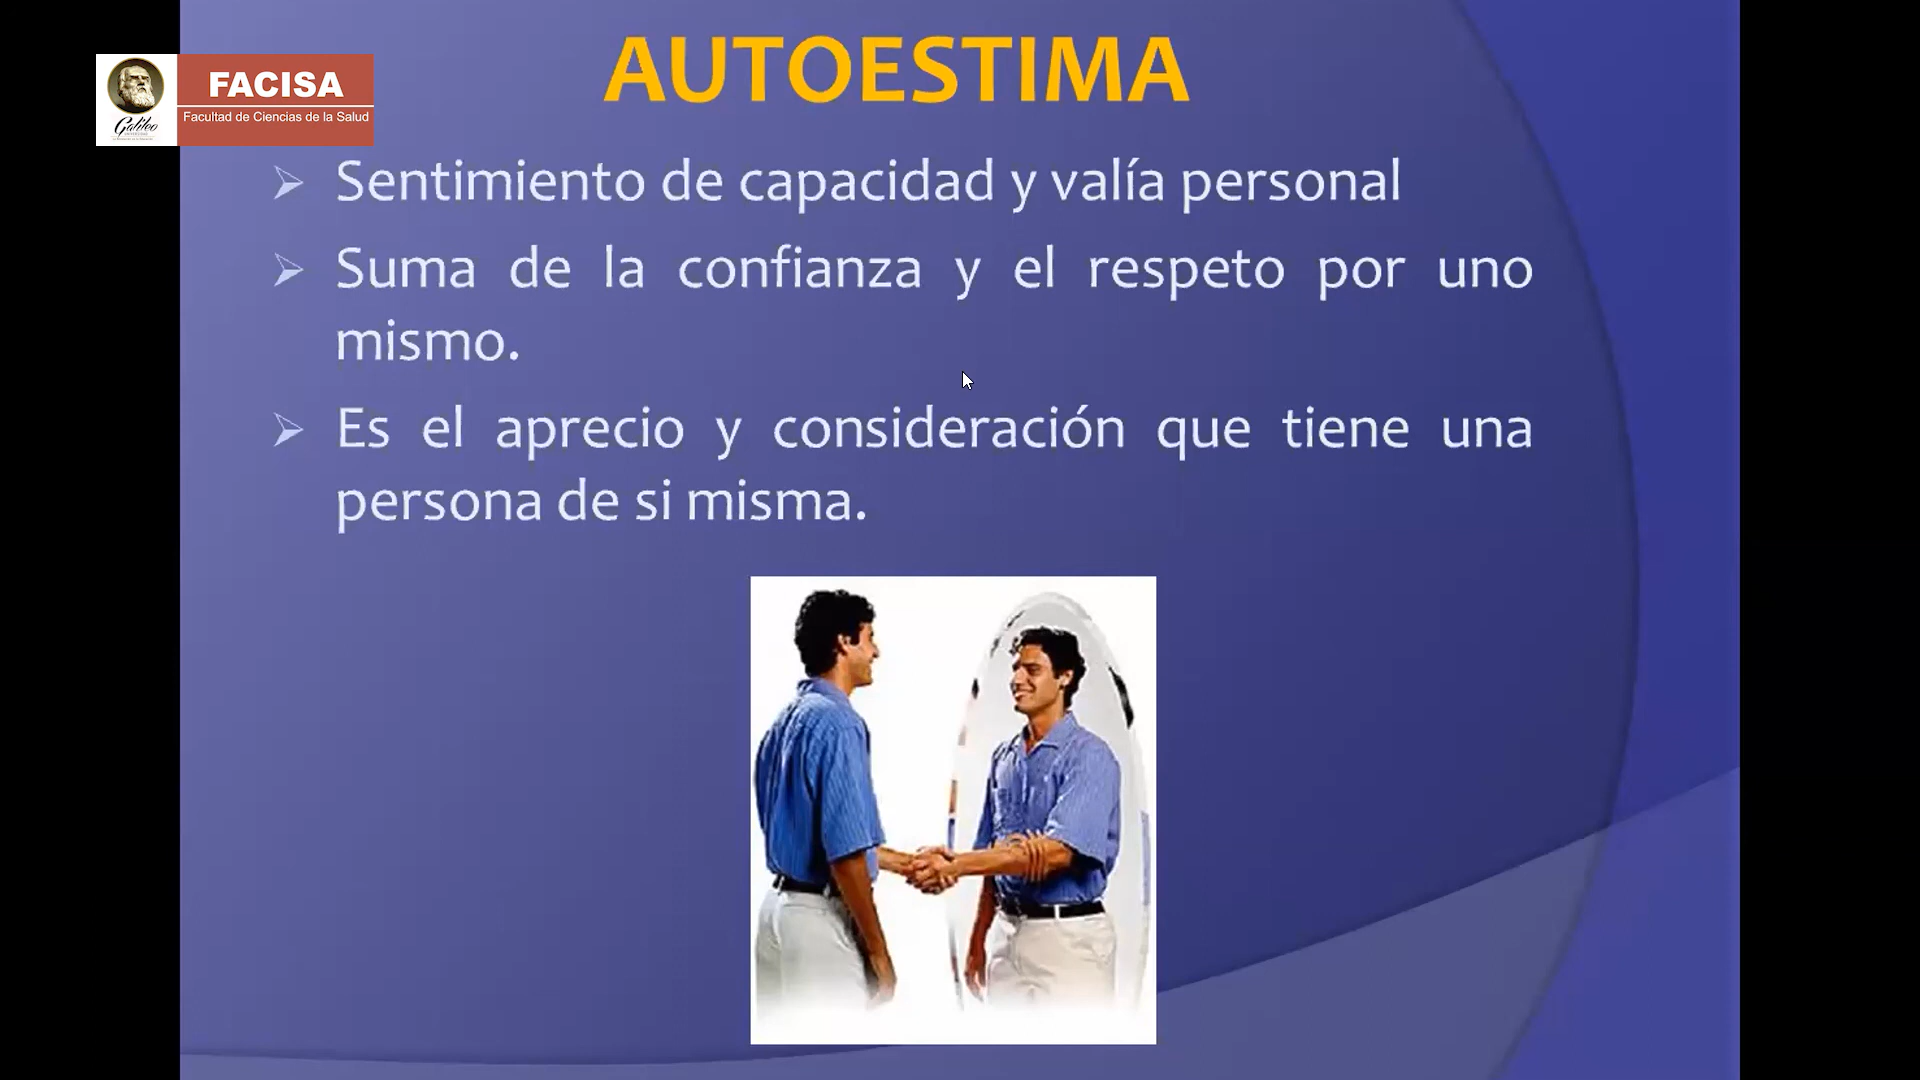 AUTOESTIMA
Galileo
FACISA
Facultad de Ciencias de la Salud
Sentimiento de capacidad y valía personal
Suma de la confianza y el respeto por uno
mismo.
Es el aprecio y consideración que tiene una
persona de si misma.